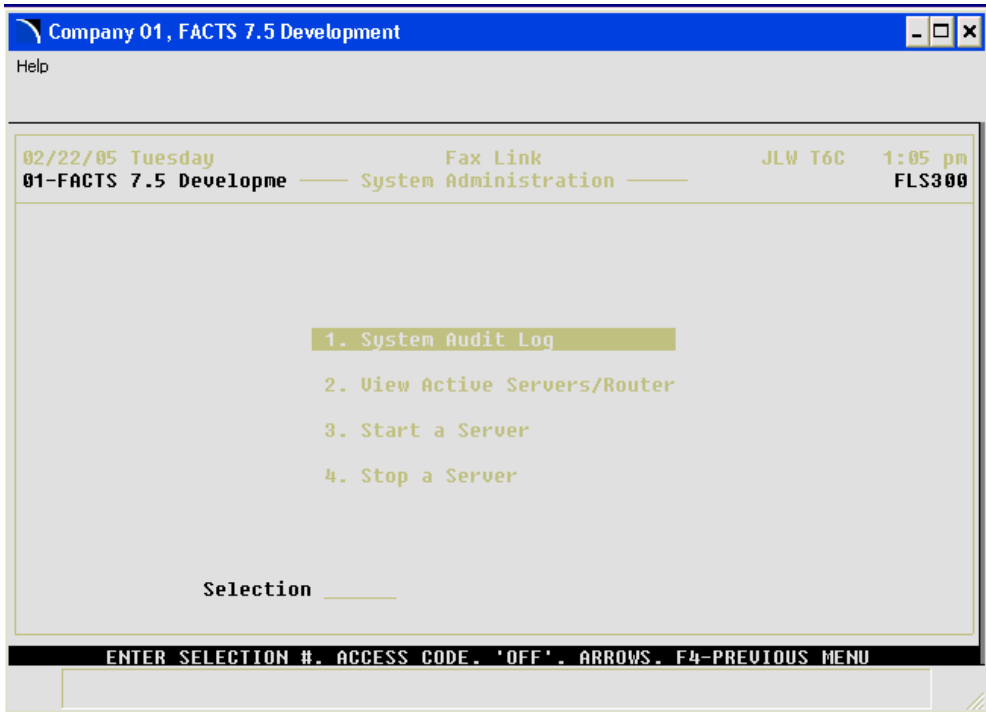 Company 01, FACTS 7.5 Development
Help
02/22/05 Tuesday Fax Link JLW T6C 1:05 pm
01-FACTS 7.5 Developme System Administration FLS300
1. System Audit Log
2. View Active Servers/Router
3. Start a Server
4. Stop a Server
Selection ______
ENTER SELECTION #. ACCESS CODE. 'OFF'. ARROWS. F4-PREVIOUS MENU